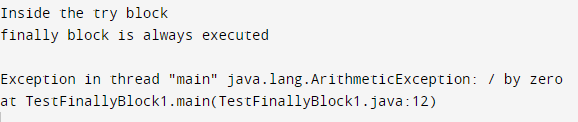 Inside the try block
finally block is always executed
Exception in thread "main" java.lang.ArithmeticException: / by zero
at TestFinallyBlock1.main(TestFinallyBlock1.java:12)